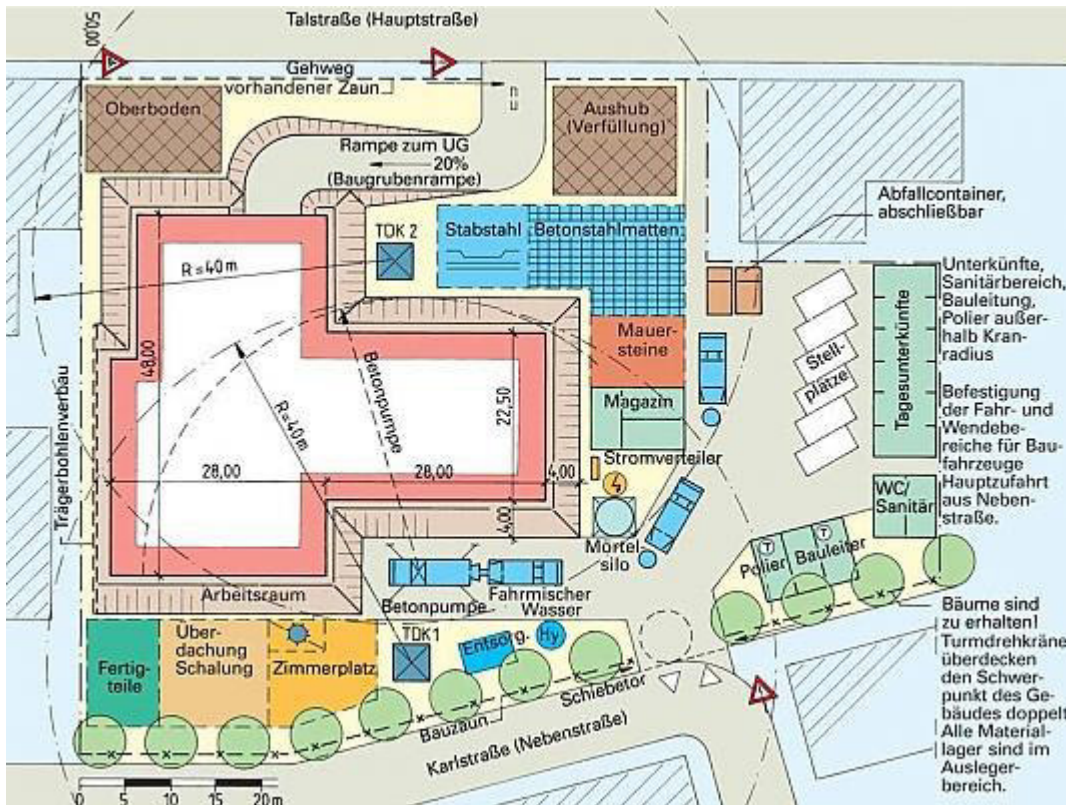 Talstraße (Hauptstraße)
50,00
Gehweg
vorhandener Zaun
Oberboden
Aushub
(Verfüllung)
Rampe zum UG
20%
(Baugrubenrampe)
Abfallcontainer,
abschließbar
TDK 2
Stabstahl
Betonstahlmatten
R = 40 m
Unterkünfte,
Sanitärbereich,
Bauleitung,
Polier außer-
halb Kran-
radius
Mauer-
steine
Stell-
plätze
Tagesunterkünfte
48,00
Betonpumpe
R = 40 m
22,50
Magazin
Befestigung
der Fahr- und
Wendebe-
reiche für Bau-
fahrzeuge
Hauptzufahrt
aus Neben-
straße.
Trägerbohlenverbau
28,00
28,00
4,00
4,00
Stromverteiler
4
WC/
Sanitär
Mörtel-
silo
T
T
Polier
Bauleiter
Arbeitsraum
Betonpumpe
Fahrmischer
Wasser
Bäume sind
zu erhalten!
Turmdrehkräne
überdecken
den Schwer-
punkt des Ge-
bäudes doppelt
Alle Material-
lager sind im
Ausleger-
bereich.
Fertig-
teile
Über-
dachung
Schalung
Zimmerplatz
TDK1
Entsorg.
Hy
Schiebetor
Bauzaun
Karlstraße (Nebenstraße)
0 5 10 15 20 m